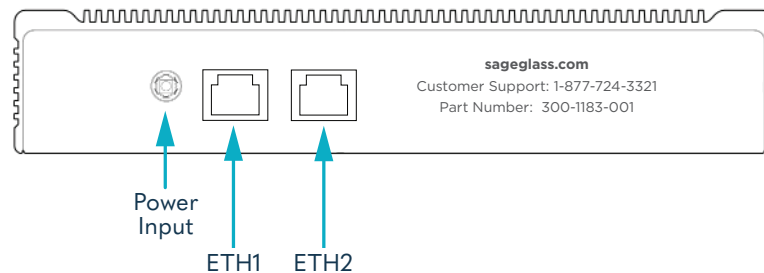 sageglass.com
Customer Support: 1-877-724-3321
Part Number: 300-1183-001
Power
Input
ETH1 ETH2